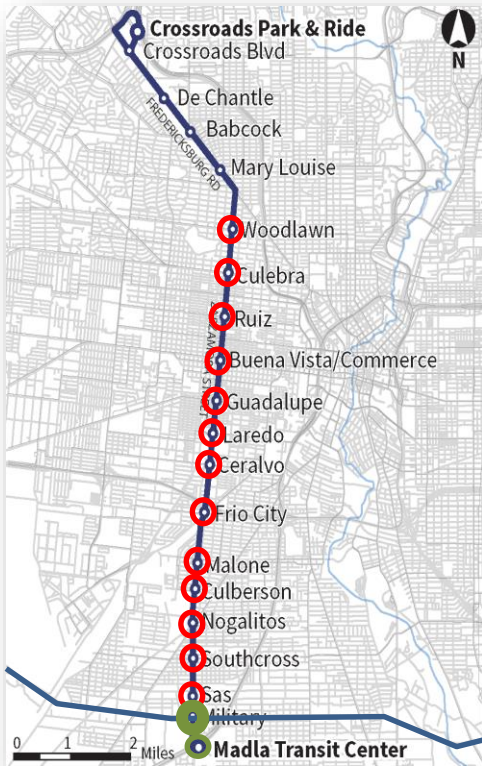 Crossroads Park & Ride
N
Crossroads Blvd
De Chantle
FREDERICKSBURG RD
Babcock
Mary Louise
Woodlawn
Culebra
Ruiz
Buena Vista/Commerce
Guadalupe
Laredo
Ceralvo
Frio City
Malone
Culberson
Nogalitos
Southcross
Sas
Military
0 1 2 Miles
Madla Transit Center